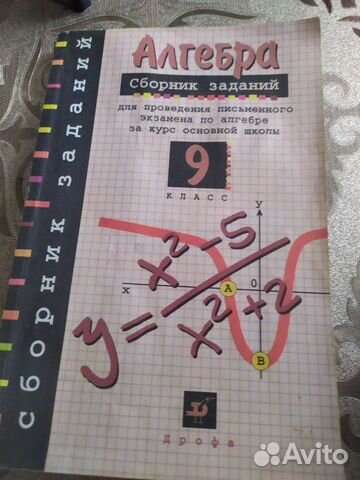 сборник заданий
Алгебра
Сборник заданий
для проведения письменного
экзамена по алгебре
за курс основной школы
9
КЛАСС
y
x 0
A
B
y = x² - 5 / x² + 2
Дрофа
Avito